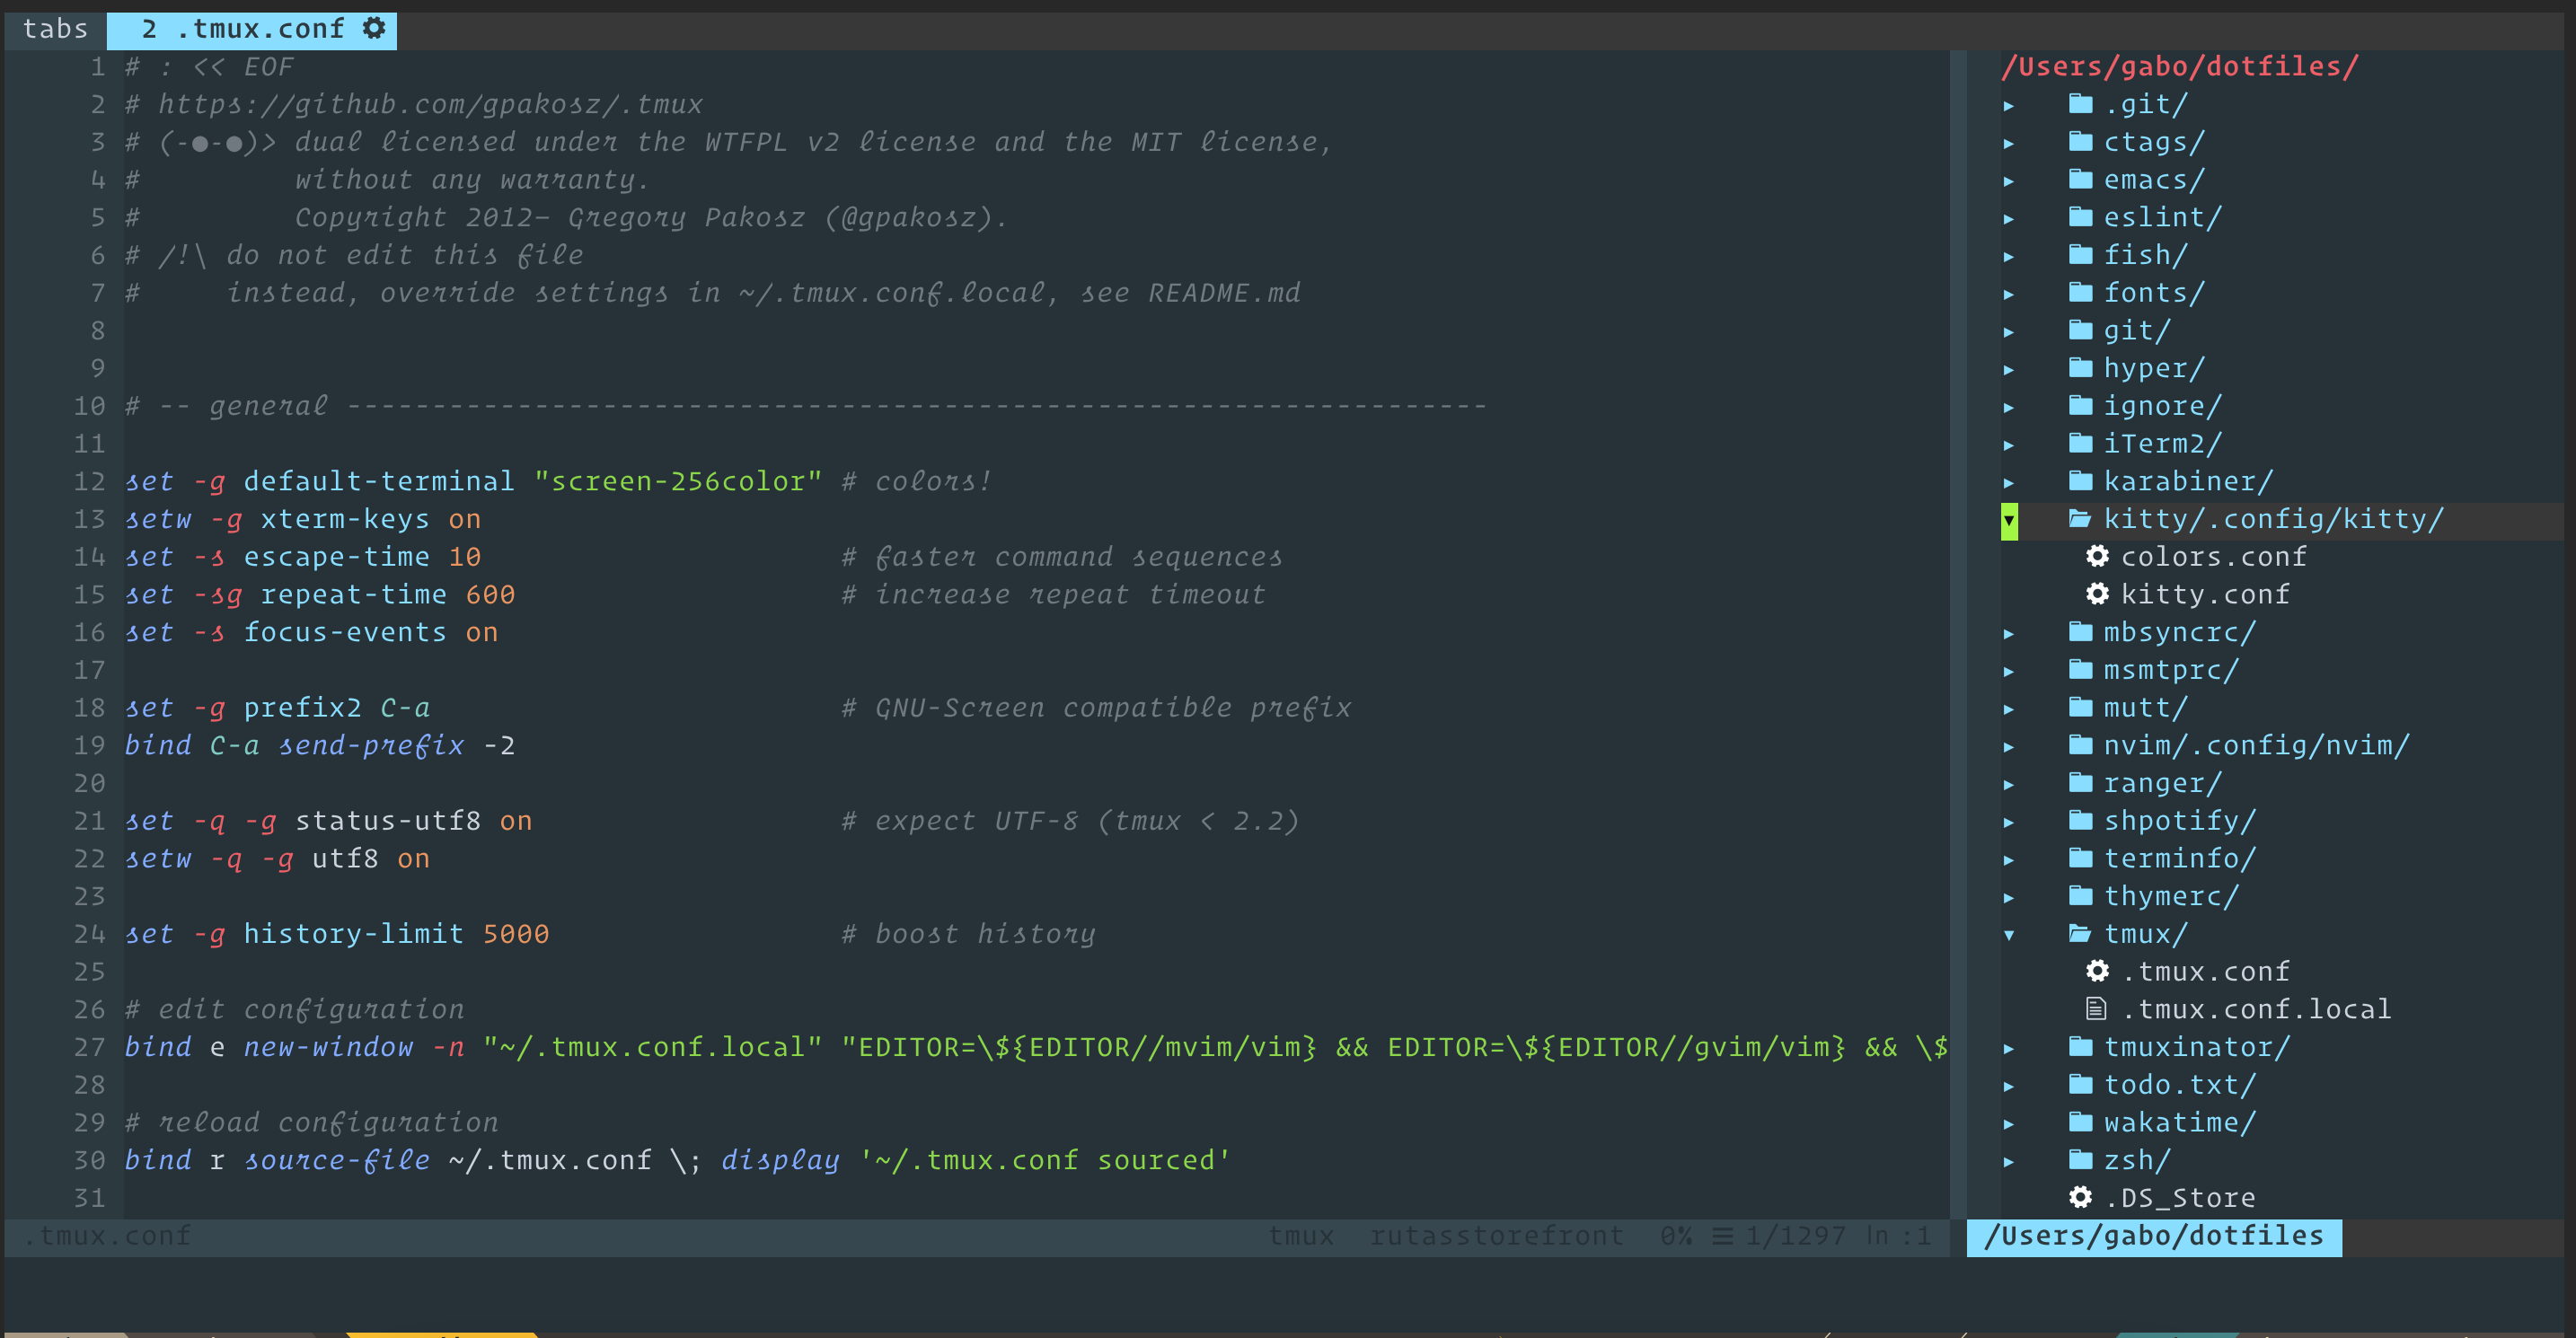 tabs 2 .tmux.conf
1 # : << EOF
2 # https://github.com/gpakosz/.tmux
3 # (-●-●)> dual licensed under the WTFPL v2 license and the MIT license,
4 #         without any warranty.
5 #         Copyright 2012— Gregory Pakosz (@gpakosz).
6 # /!\ do not edit this file
7 #     instead, override settings in ~/.tmux.conf.local, see README.md
8
9
10 # -- general -------------------------------------------------------------------
11
12 set -g default-terminal "screen-256color" # colors!
13 setw -g xterm-keys on
14 set -s escape-time 10                     # faster command sequences
15 set -sg repeat-time 600                   # increase repeat timeout
16 set -s focus-events on
17
18 set -g prefix2 C-a                        # GNU-Screen compatible prefix
19 bind C-a send-prefix -2
20
21 set -q -g status-utf8 on                  # expect UTF-8 (tmux < 2.2)
22 setw -q -g utf8 on
23
24 set -g history-limit 5000                 # boost history
25
26 # edit configuration
27 bind e new-window -n "~/.tmux.conf.local" "EDITOR=\${EDITOR//mvim/vim} && EDITOR=\${EDITOR//gvim/vim} && \$
28
29 # reload configuration
30 bind r source-file ~/.tmux.conf \; display '~/.tmux.conf sourced'
31
.tmux.conf tmux rutasstorefront 0% ☰ 1/1297 ln :1
/Users/gabo/dotfiles/
▸ .git/
▸ ctags/
▸ emacs/
▸ eslint/
▸ fish/
▸ fonts/
▸ git/
▸ hyper/
▸ ignore/
▸ iTerm2/
▸ karabiner/
▾ kitty/.config/kitty/
colors.conf
kitty.conf
▸ mbsyncrc/
▸ msmtprc/
▸ mutt/
▸ nvim/.config/nvim/
▸ ranger/
▸ shpotify/
▸ terminfo/
▸ thymerc/
▾ tmux/
.tmux.conf
.tmux.conf.local
▸ tmuxinator/
▸ todo.txt/
▸ wakatime/
▸ zsh/
.DS_Store
/Users/gabo/dotfiles